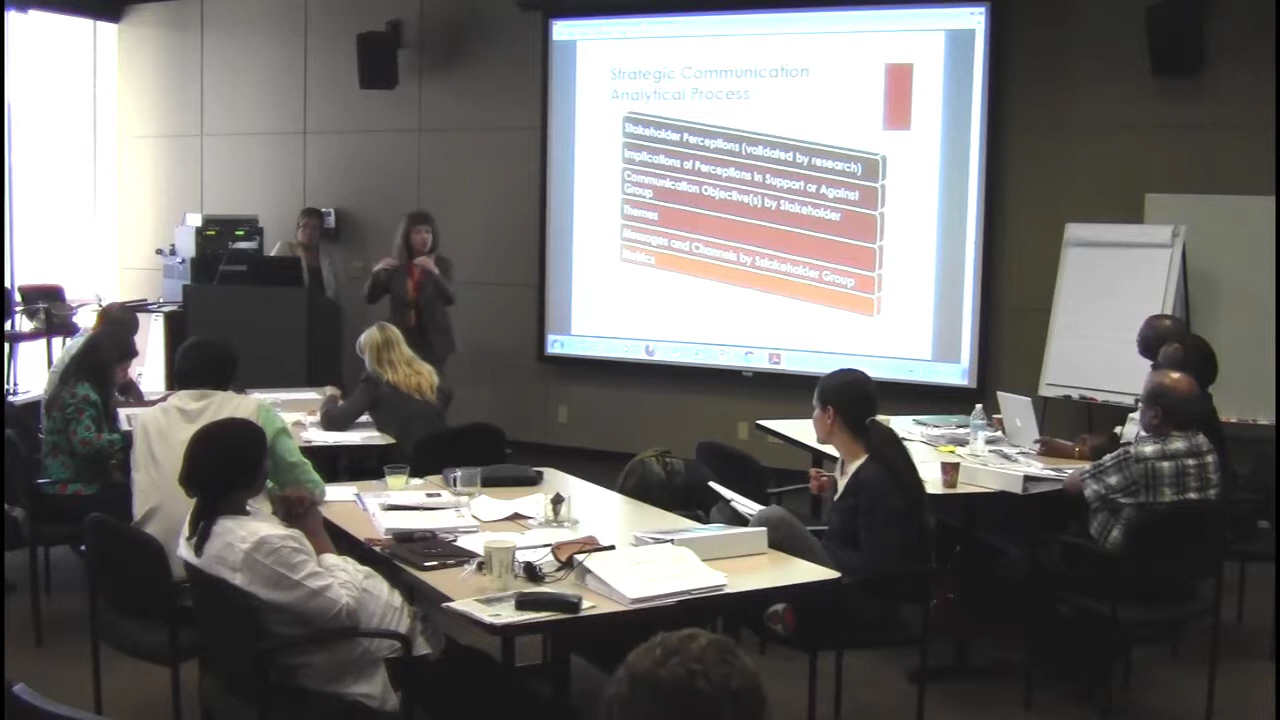 Strategic Communication
Analytical Process
Stakeholder Perceptions (validated by research)
Implications of Perceptions in Support or Against
Communication Objective(s) by Stakeholder
Group
Themes
Messages and Channels by Sstakeholder Group
Metrics